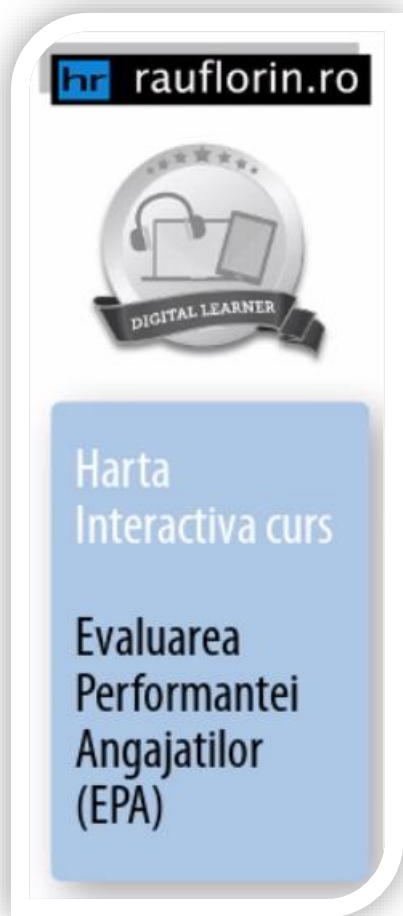 hr rauflorin.ro
DIGITAL LEARNER
Harta
Interactiva curs
Evaluarea
Performantei
Angajatilor
(EPA)